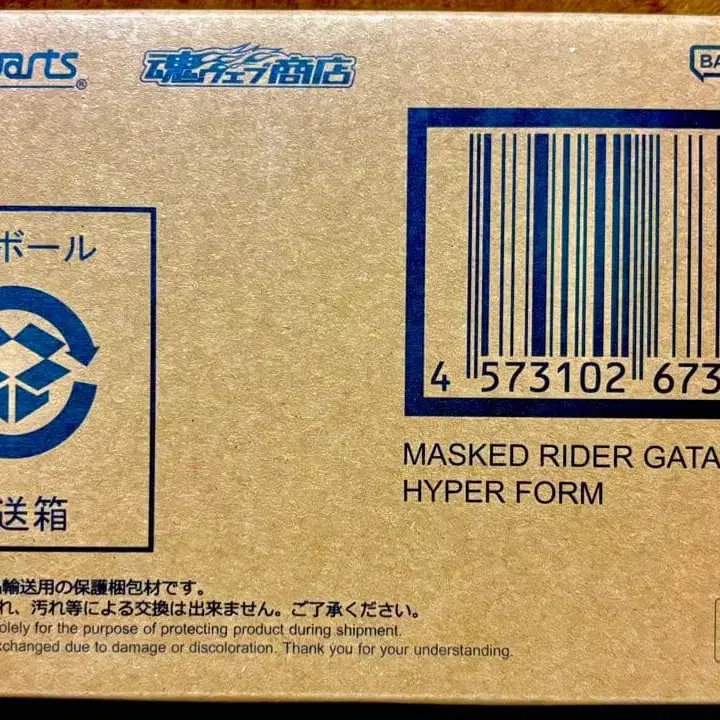 arts®
魂ウェブ商店
BA
ボール
4 573102 673
MASKED RIDER GATA
HYPER FORM
送箱
輸送用の保護梱包材です。
れ、汚れ等による交換は出来ません。ご了承ください。
olely for the purpose of protecting product during shipment.
xchanged due to damage or discoloration. Thank you for your understanding.